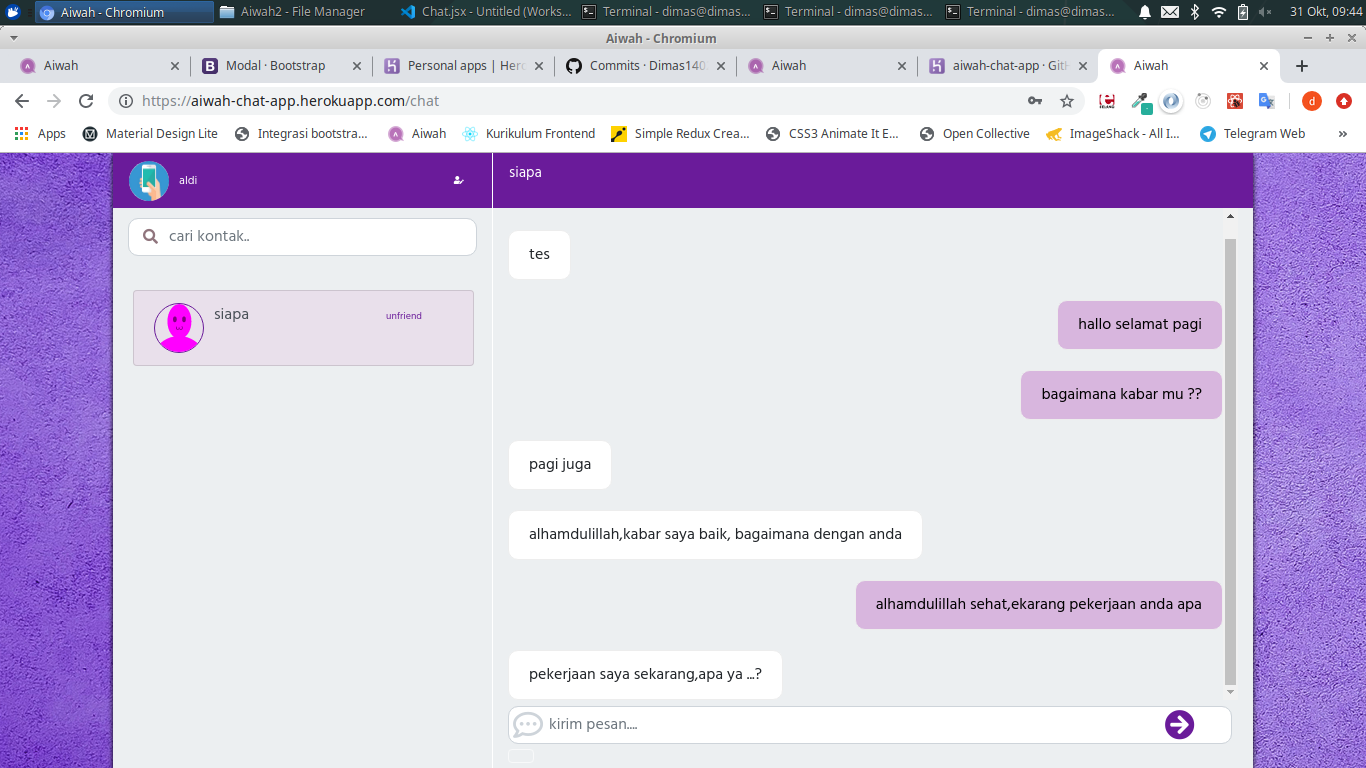 Aiwah - Chromium
Aiwah2 - File Manager
Chat.jsx - Untitled (Works...
Terminal - dimas@dimas...
Terminal - dimas@dimas...
Terminal - dimas@dimas...
31 Okt, 09:44
Aiwah - Chromium
Aiwah
Modal · Bootstrap
Personal apps | Hero
Commits · Dimas140
Aiwah
aiwah-chat-app · GitH
Aiwah
https://aiwah-chat-app.herokuapp.com/chat
d
Apps
Material Design Lite
Integrasi bootstra...
Aiwah
Kurikulum Frontend
Simple Redux Crea...
CSS3 Animate It E...
Open Collective
ImageShack - All I...
Telegram Web
»
aldi
siapa
cari kontak..
siapa
unfriend
tes
hallo selamat pagi
bagaimana kabar mu ??
pagi juga
alhamdulillah,kabar saya baik, bagaimana dengan anda
alhamdulillah sehat,ekarang pekerjaan anda apa
pekerjaan saya sekarang,apa ya ...?
kirim pesan....